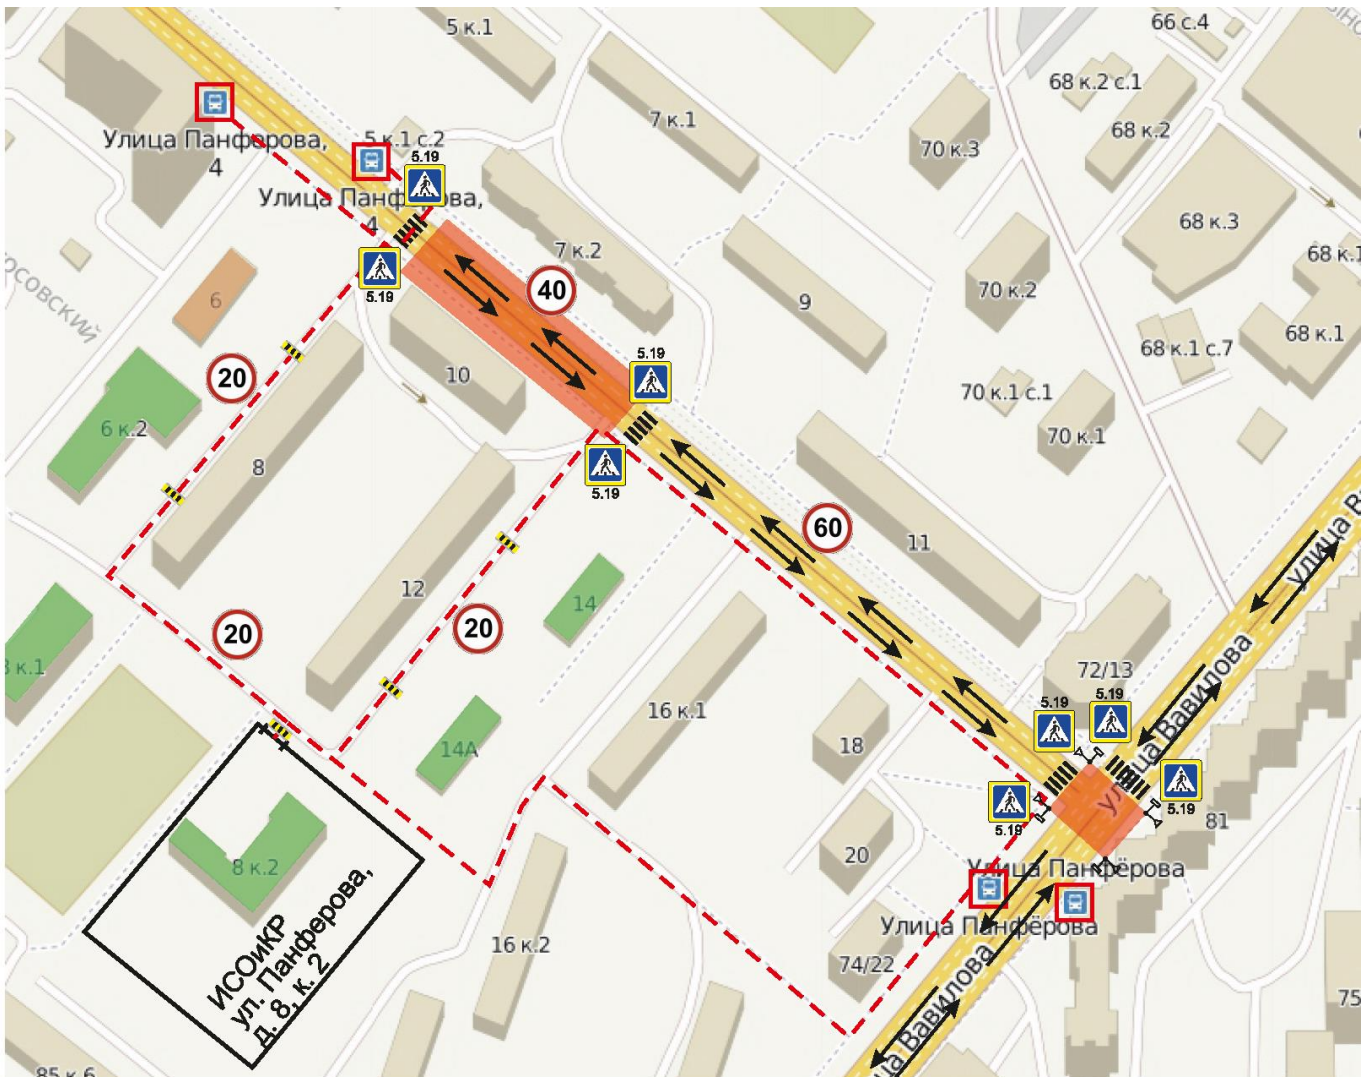 5 к.1
66 с.4
68 к.2 с.1
7 к.1
68 к.2
Улица Панферова,
4
5 к.1 с.2
5.19
70 к.3
Улица Панферова,
4
68 к.3
7 к.2
68 к.1
5.19
6
40
70 к.2
9
68 к.1
68 к.1 с.7
5.19
20
10
70 к.1 с.1
6 к.2
70 к.1
8
5.19
60
11
улица
12
14
20
20
72/13
улица Вавилова
5.19
5.19
16 к.1
18
14А
5.19
5.19
81
20
8 к.2
Улица Панфёрова
Улица Панфёрова
16 к.2
74/22
ИСОиКР
ул. Панферова,
д. 8, к. 2
Вавилова
75
85 к.6